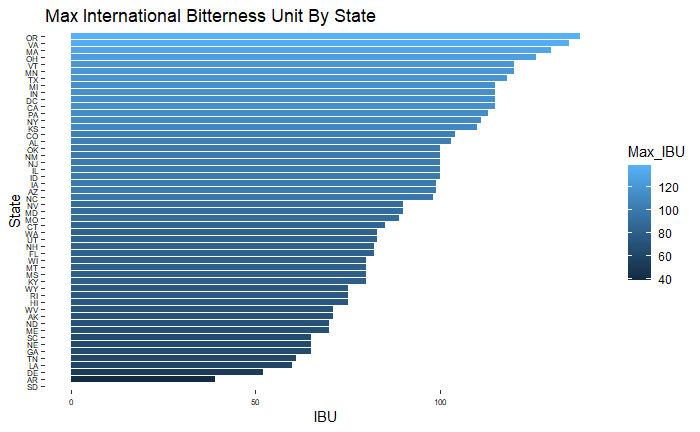 Max International Bitterness Unit By State
OR
VA
MA
OH
VT
MN
TX
MI
IN
DC
CA
PA
NY
KS
CO
AL
OK
NM
NJ
IL
ID
IA
AZ
NC
NV
MD
MO
CT
WA
UT
NH
FL
WI
MT
MS
KY
WY
RI
HI
WV
AK
ND
ME
SC
NE
GA
TN
LA
DE
AR
SD
State
0
50
100
IBU
Max_IBU
120
100
80
60
40